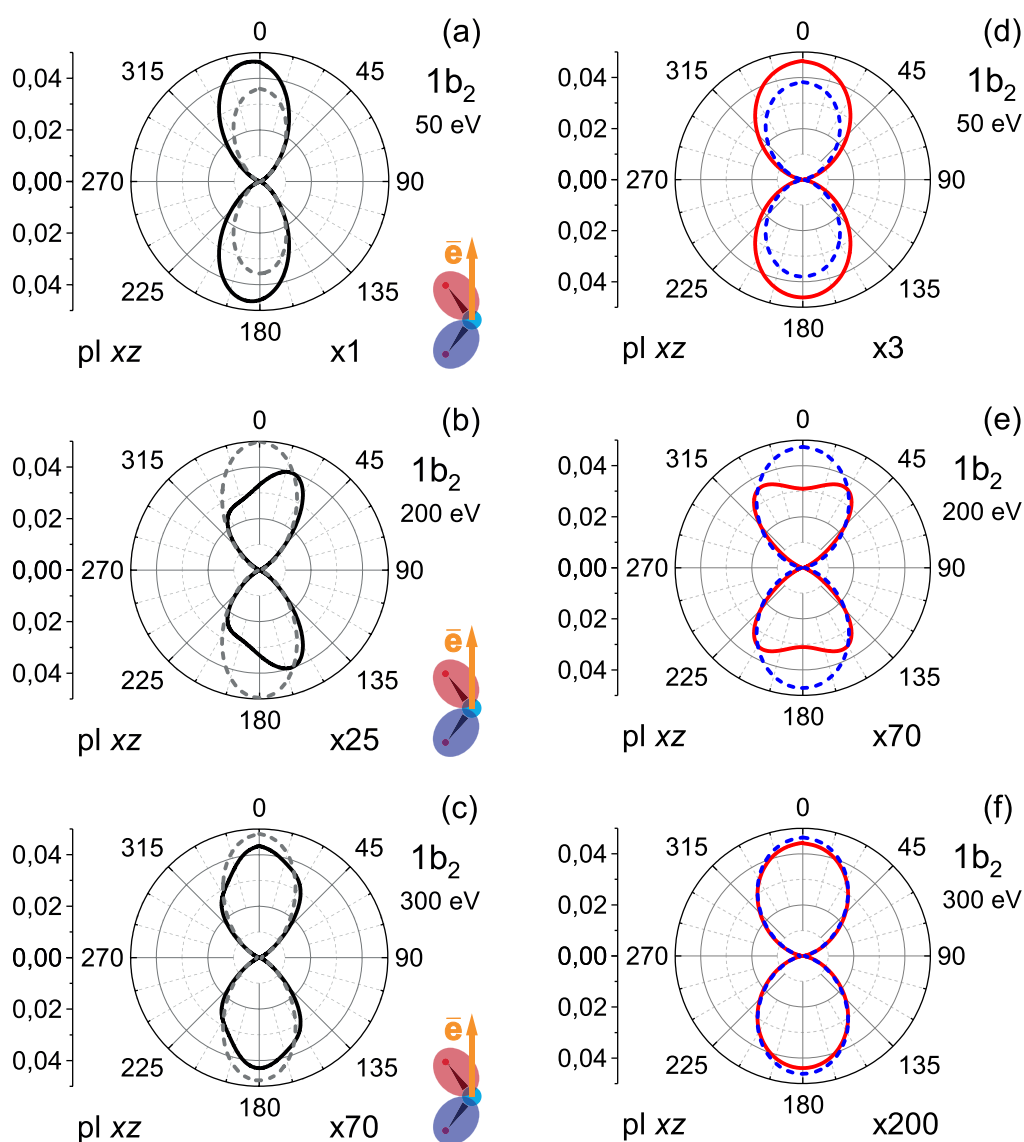 (a)
0
315
45
1b₂
50 eV
0,04
0,02
0,00
270
90
0,02
0,04
ē
225
135
180
pl xz
x1
(d)
0
315
45
1b₂
50 eV
0,04
0,02
0,00
270
90
0,02
0,04
225
135
180
pl xz
x3
(b)
0
315
45
1b₂
200 eV
0,04
0,02
0,00
270
90
0,02
0,04
ē
225
135
180
pl xz
x25
(e)
0
315
45
1b₂
200 eV
0,04
0,02
0,00
270
90
0,02
0,04
225
135
180
pl xz
x70
(c)
0
315
45
1b₂
300 eV
0,04
0,02
0,00
270
90
0,02
0,04
ē
225
135
180
pl xz
x70
(f)
0
315
45
1b₂
300 eV
0,04
0,02
0,00
270
90
0,02
0,04
225
135
180
pl xz
x200